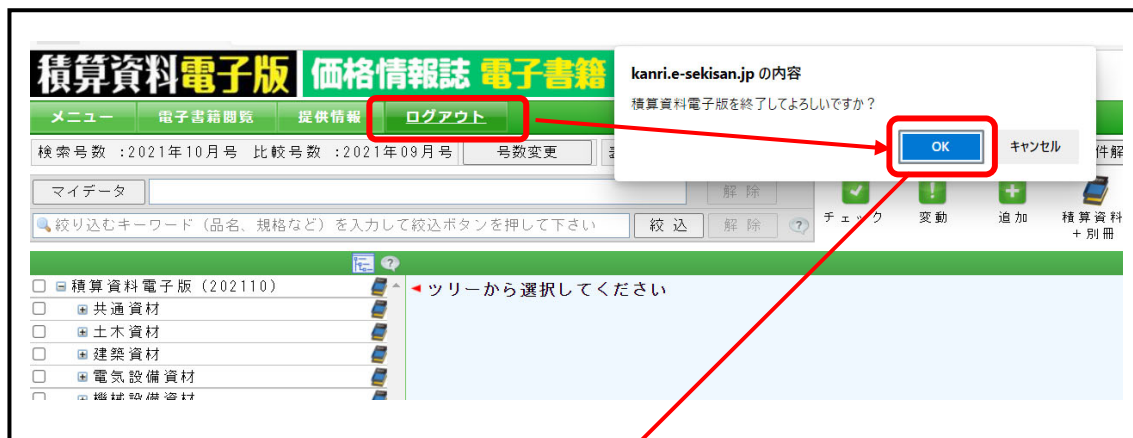 積算資料電子版 価格情報誌 電子書籍
kanri.e-sekisan.jp の内容
積算資料電子版を終了してよろしいですか？
OK キャンセル
メニュー 電子書籍閲覧 提供情報 ログアウト
検索号数 :2021年10月号 比較号数 :2021年09月号 号数変更 件解
マイデータ 解除
絞り込むキーワード（品名、規格など）を入力して絞込ボタンを押して下さい 絞込 解除
チェック 変動 追加 積算資料
+別冊
積算資料電子版（202110）
ツリーから選択してください
共通資材
土木資材
建築資材
電気設備資材
機械設備資材